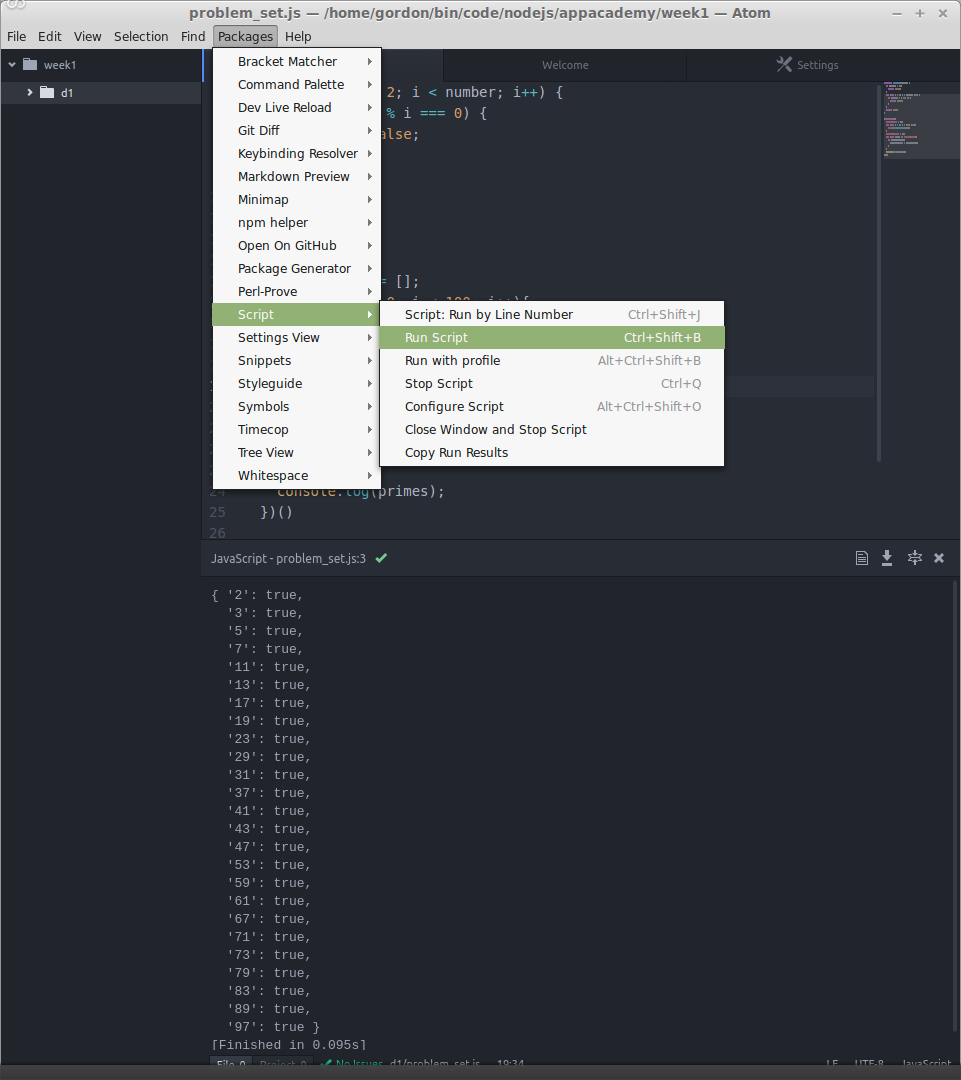 problem_set.js — /home/gordon/bin/code/nodejs/appacademy/week1 — Atom
File Edit View Selection Find Packages Help
week1
d1
Welcome
Settings
2; i < number; i++) {
% i === 0) {
alse;
= [];
Bracket Matcher
Command Palette
Dev Live Reload
Git Diff
Keybinding Resolver
Markdown Preview
Minimap
npm helper
Open On GitHub
Package Generator
Perl-Prove
Script
Settings View
Snippets
Styleguide
Symbols
Timecop
Tree View
Whitespace
Script: Run by Line Number Ctrl+Shift+J
Run Script Ctrl+Shift+B
Run with profile Alt+Ctrl+Shift+B
Stop Script Ctrl+Q
Configure Script Alt+Ctrl+Shift+O
Close Window and Stop Script
Copy Run Results
24 console.log(primes);
25 })()
26
JavaScript - problem_set.js:3
{ '2': true,
'3': true,
'5': true,
'7': true,
'11': true,
'13': true,
'17': true,
'19': true,
'23': true,
'29': true,
'31': true,
'37': true,
'41': true,
'43': true,
'47': true,
'53': true,
'59': true,
'61': true,
'67': true,
'71': true,
'73': true,
'79': true,
'83': true,
'89': true,
'97': true }
[Finished in 0.095s]
File 0 Project 0 No Issues d1/problem_set.js 19:34 LF UTF-8 JavaScript